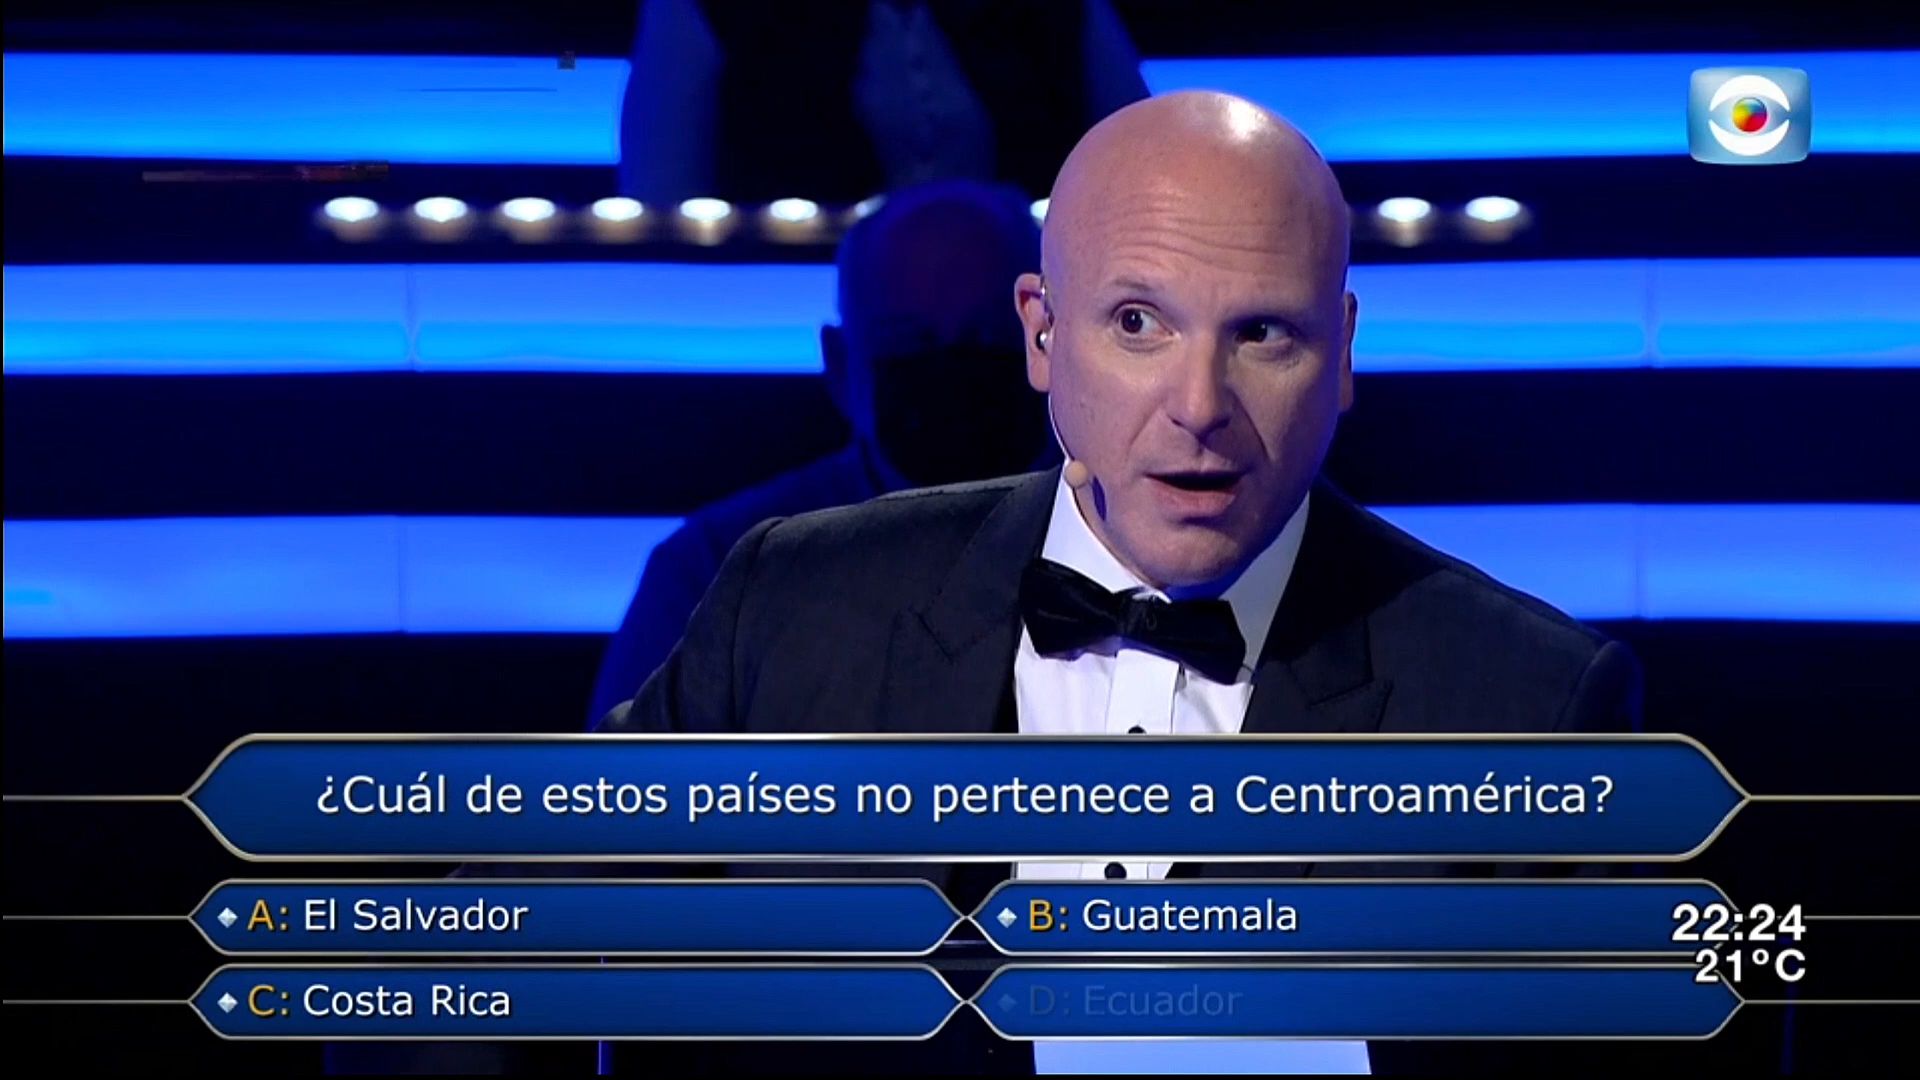 ¿Cuál de estos países no pertenece a Centroamérica?
A: El Salvador
B: Guatemala
C: Costa Rica
D: Ecuador
22:24
21°C